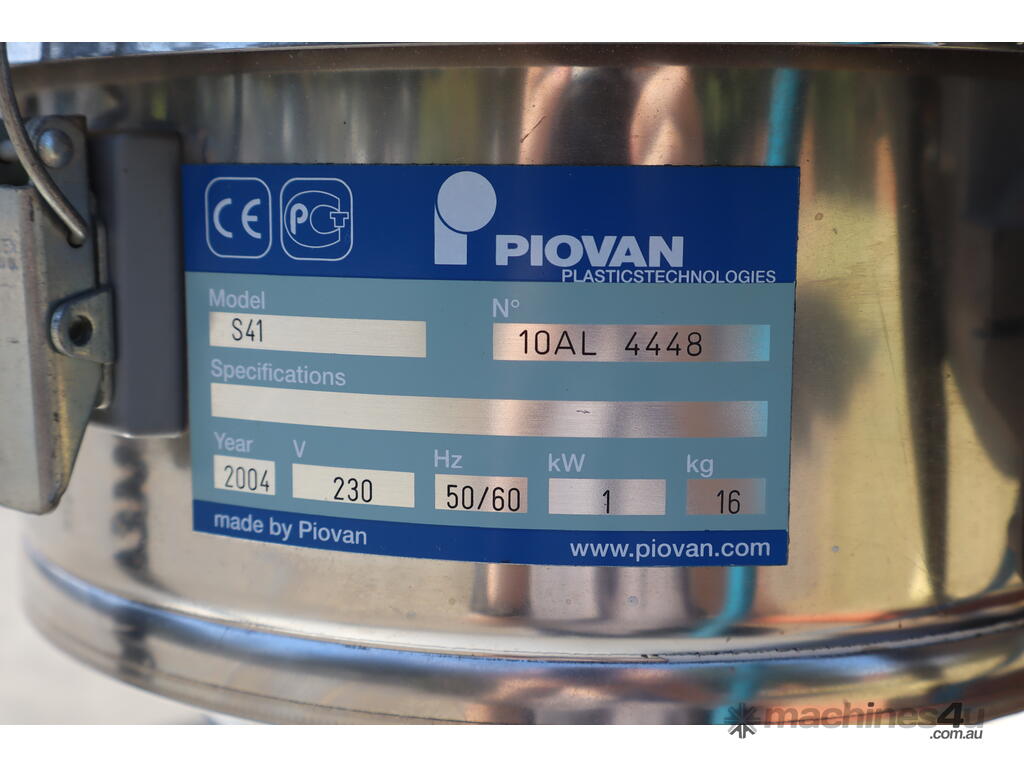 CE PCT
PIOVAN
PLASTICSTECHNOLOGIES
Model N°
S41 10AL 4448
Specifications
Year V Hz kW kg
2004 230 50/60 1 16
made by Piovan www.piovan.com
machines4u
.com.au